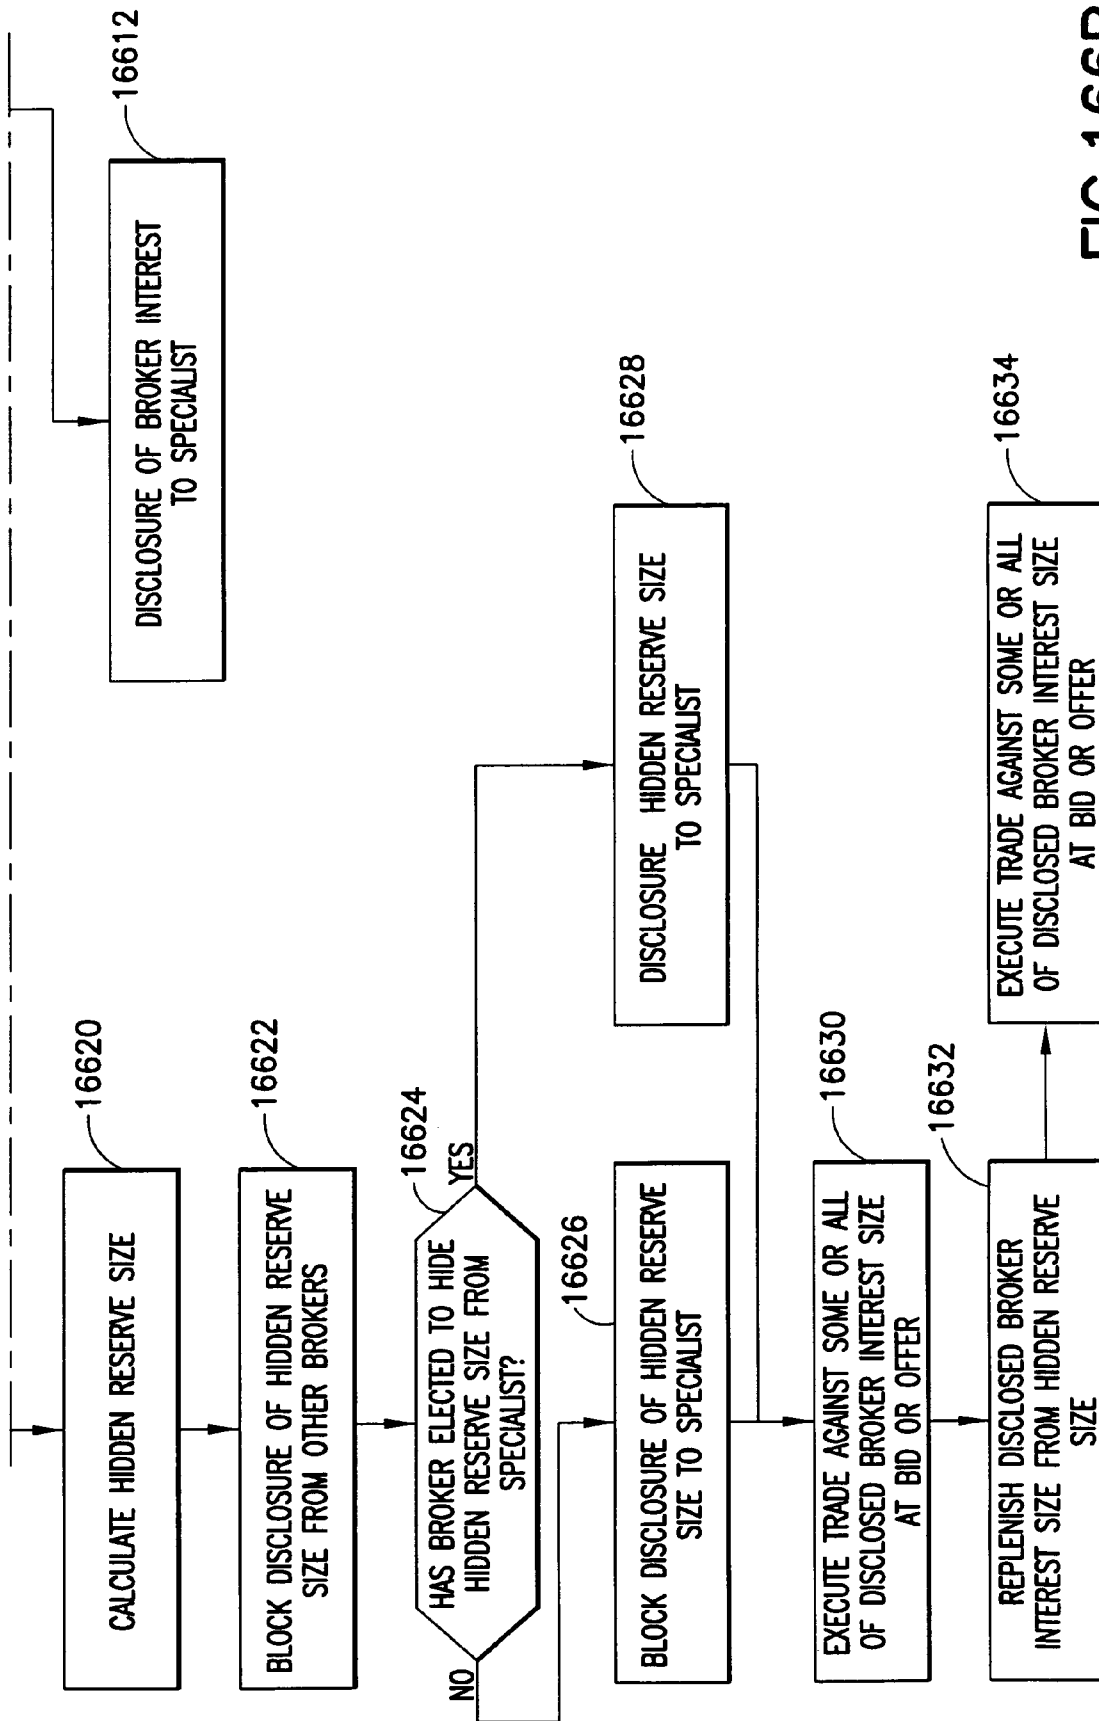 16612
DISCLOSURE OF BROKER INTEREST
TO SPECIALIST
16620
CALCULATE HIDDEN RESERVE SIZE
16622
BLOCK DISCLOSURE OF HIDDEN RESERVE
SIZE FROM OTHER BROKERS
16624
HAS BROKER ELECTED TO HIDE
HIDDEN RESERVE SIZE FROM
SPECIALIST?
NO
YES
16626
BLOCK DISCLOSURE OF HIDDEN RESERVE
SIZE TO SPECIALIST
16628
DISCLOSURE HIDDEN RESERVE SIZE
TO SPECIALIST
16630
EXECUTE TRADE AGAINST SOME OR ALL
OF DISCLOSED BROKER INTEREST SIZE
AT BID OR OFFER
16632
REPLENISH DISCLOSED BROKER
INTEREST SIZE FROM HIDDEN RESERVE
SIZE
16634
EXECUTE TRADE AGAINST SOME OR ALL
OF DISCLOSED BROKER INTEREST SIZE
AT BID OR OFFER
FIG. 166B